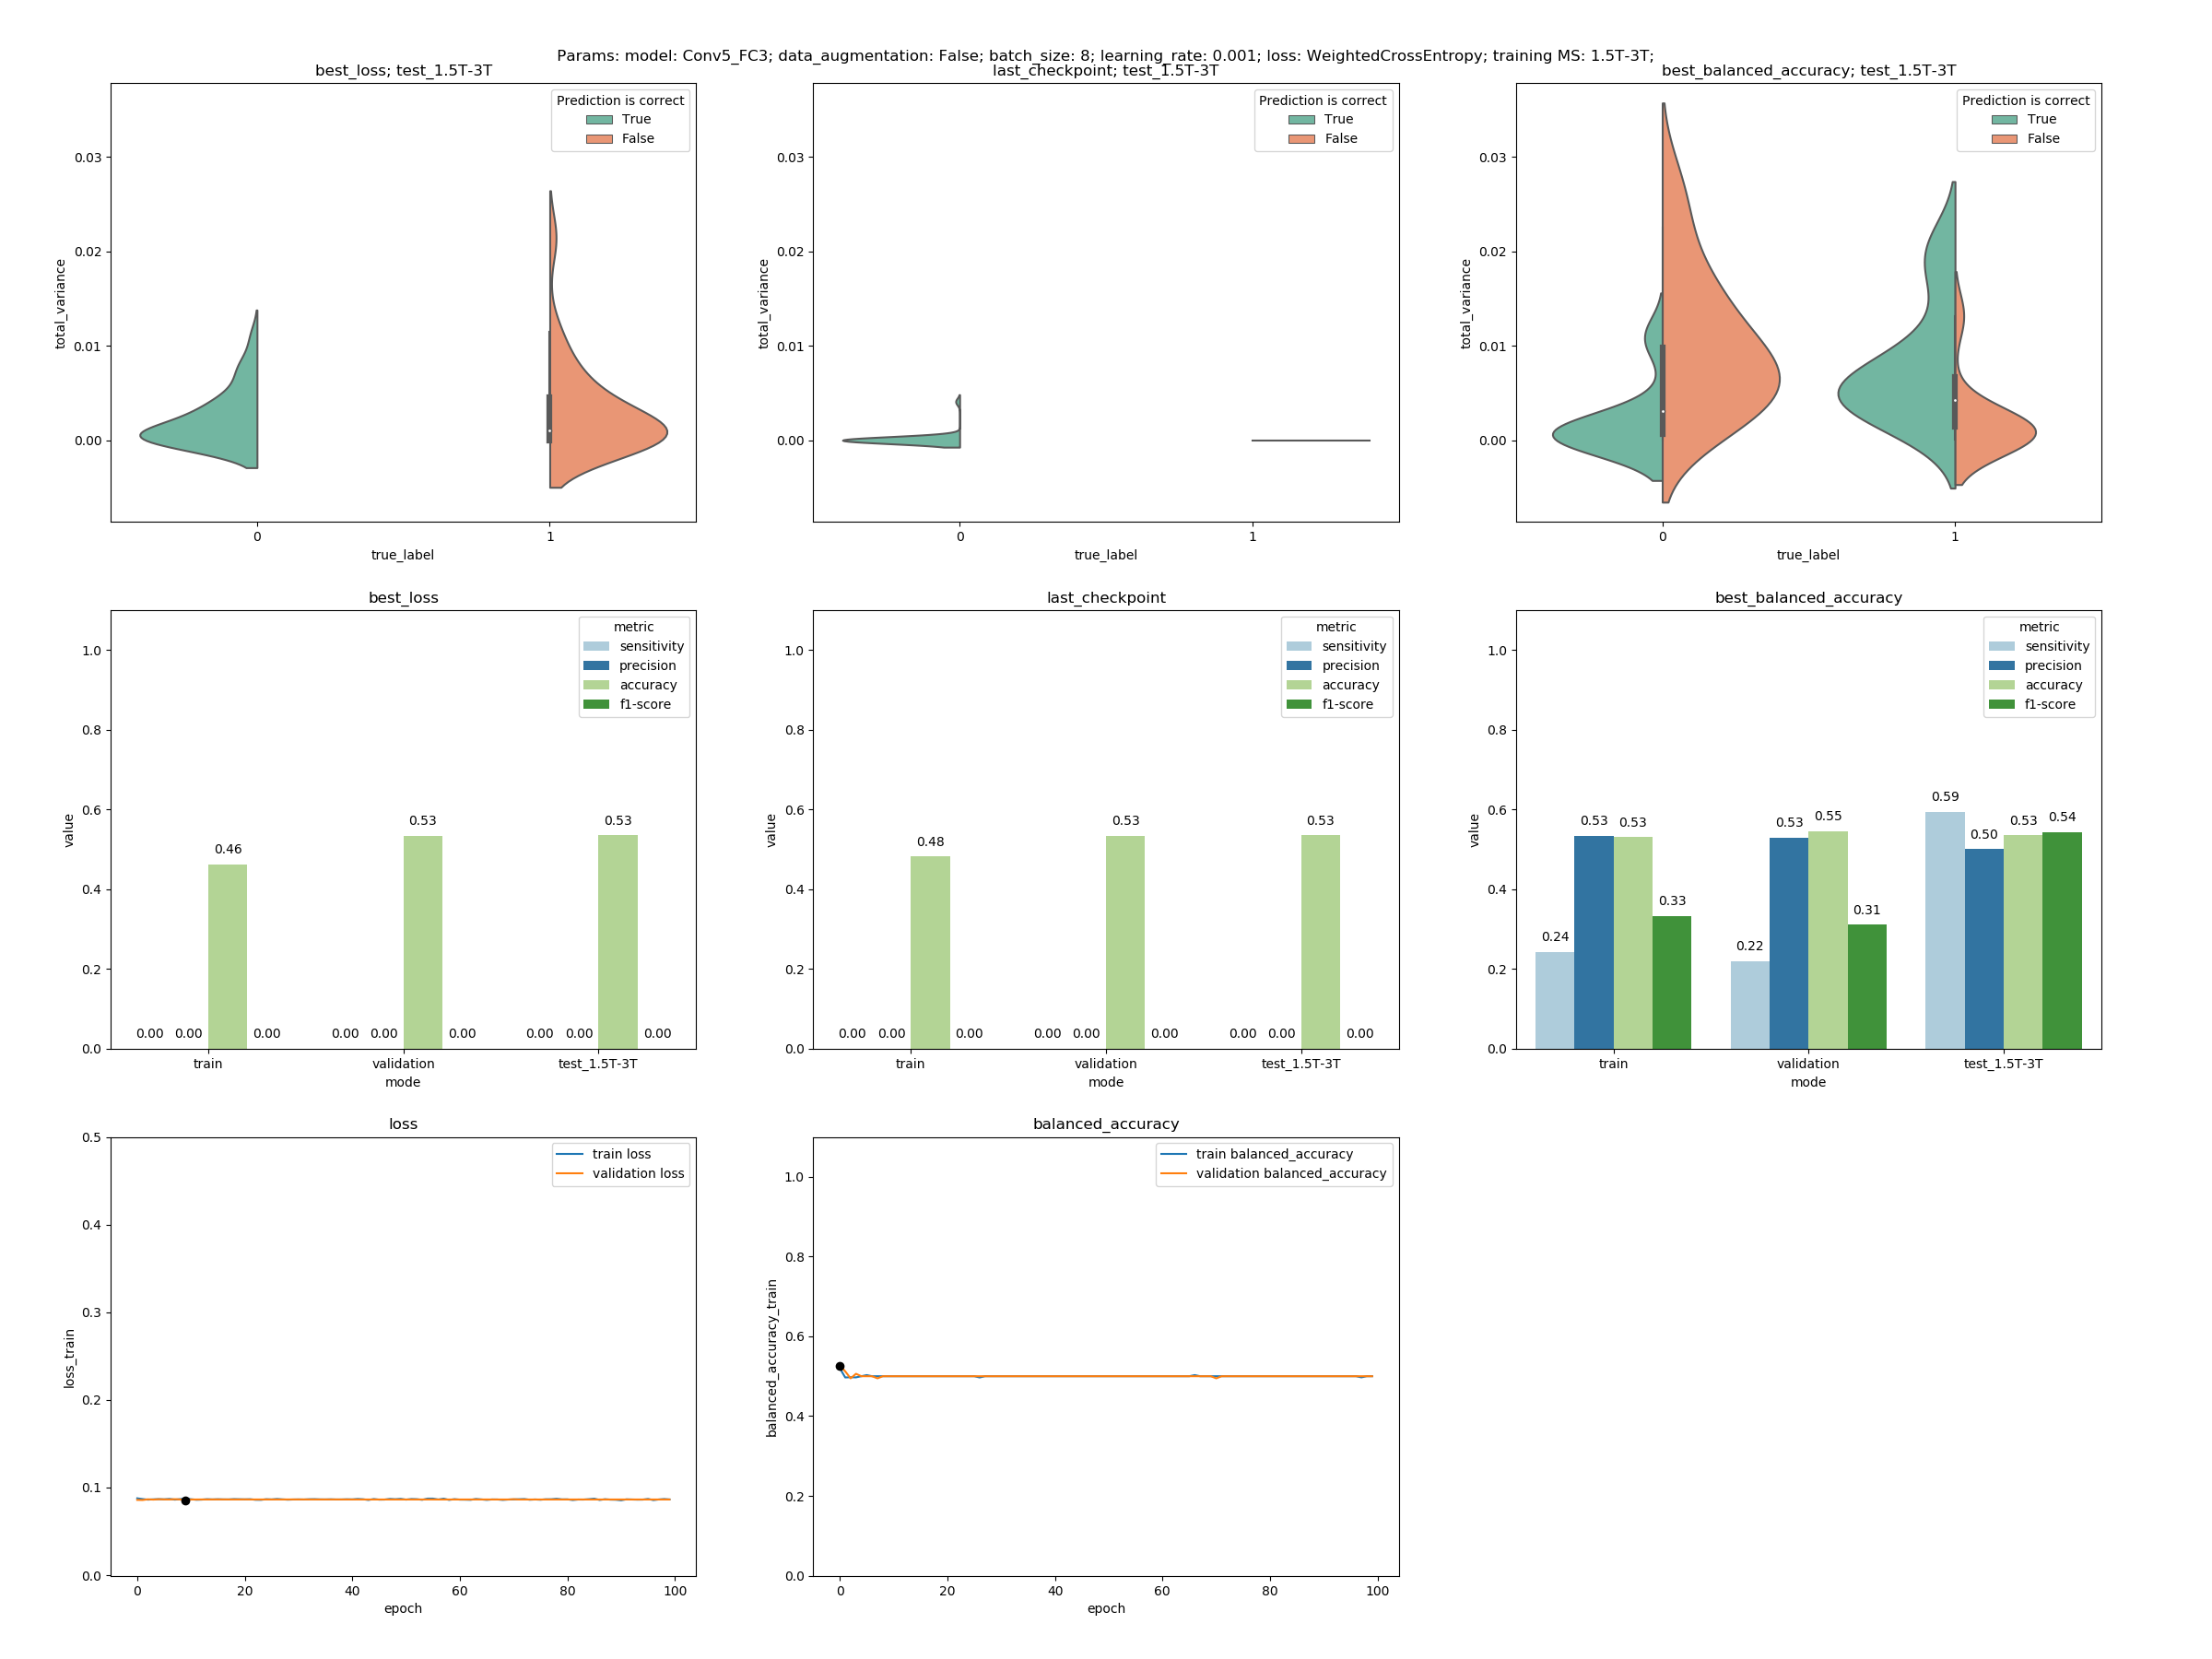 Params: model: Conv5_FC3; data_augmentation: False; batch_size: 8; learning_rate: 0.001; loss: WeightedCrossEntropy; training MS: 1.5T-3T;
best_loss; test_1.5T-3T
Prediction is correct
True
False
0.03
0.02
0.01
0.00
total_variance
0 1
true_label
last_checkpoint; test_1.5T-3T
Prediction is correct
True
False
0.03
0.02
0.01
0.00
total_variance
0 1
true_label
best_balanced_accuracy; test_1.5T-3T
Prediction is correct
True
False
0.03
0.02
0.01
0.00
total_variance
0 1
true_label
best_loss
metric
sensitivity
precision
accuracy
f1-score
1.0
0.8
0.6
0.4
0.2
0.0
value
0.00 0.00 0.46 0.00 0.00 0.00 0.53 0.00 0.00 0.00 0.53 0.00
train validation test_1.5T-3T
mode
last_checkpoint
metric
sensitivity
precision
accuracy
f1-score
1.0
0.8
0.6
0.4
0.2
0.0
value
0.00 0.00 0.48 0.00 0.00 0.00 0.53 0.00 0.00 0.00 0.53 0.00
train validation test_1.5T-3T
mode
best_balanced_accuracy
metric
sensitivity
precision
accuracy
f1-score
1.0
0.8
0.6
0.4
0.2
0.0
value
0.24 0.53 0.53 0.33 0.22 0.53 0.55 0.31 0.59 0.50 0.53 0.54
train validation test_1.5T-3T
mode
loss
train loss
validation loss
0.5
0.4
0.3
0.2
0.1
0.0
loss_train
0 20 40 60 80 100
epoch
balanced_accuracy
train balanced_accuracy
validation balanced_accuracy
1.0
0.8
0.6
0.4
0.2
0.0
balanced_accuracy_train
0 20 40 60 80 100
epoch